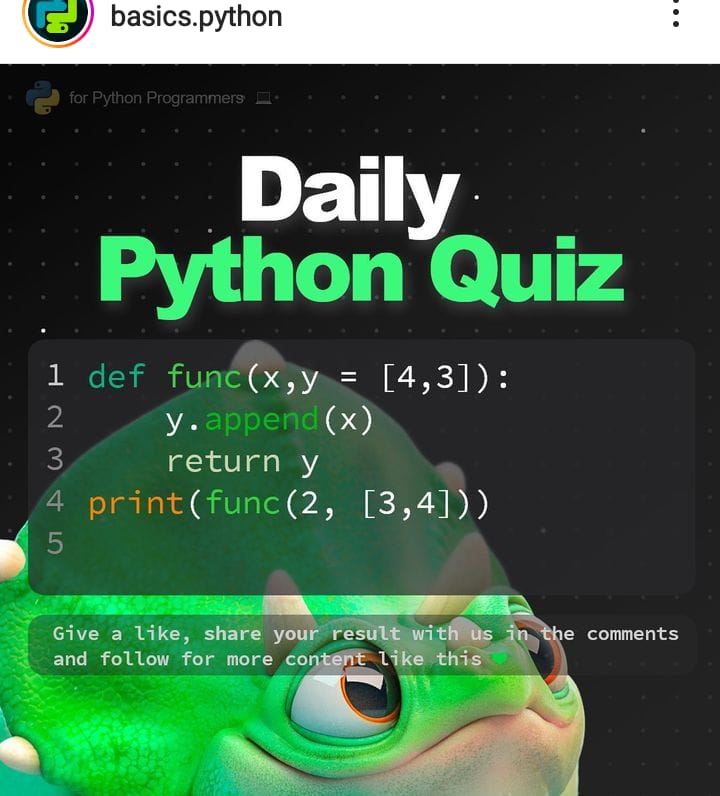 basics.python
for Python Programmers
Daily
Python Quiz
1 def func(x,y = [4,3]):
2 y.append(x)
3 return y
4 print(func(2, [3,4]))
5
Give a like, share your result with us in the comments
and follow for more content like this